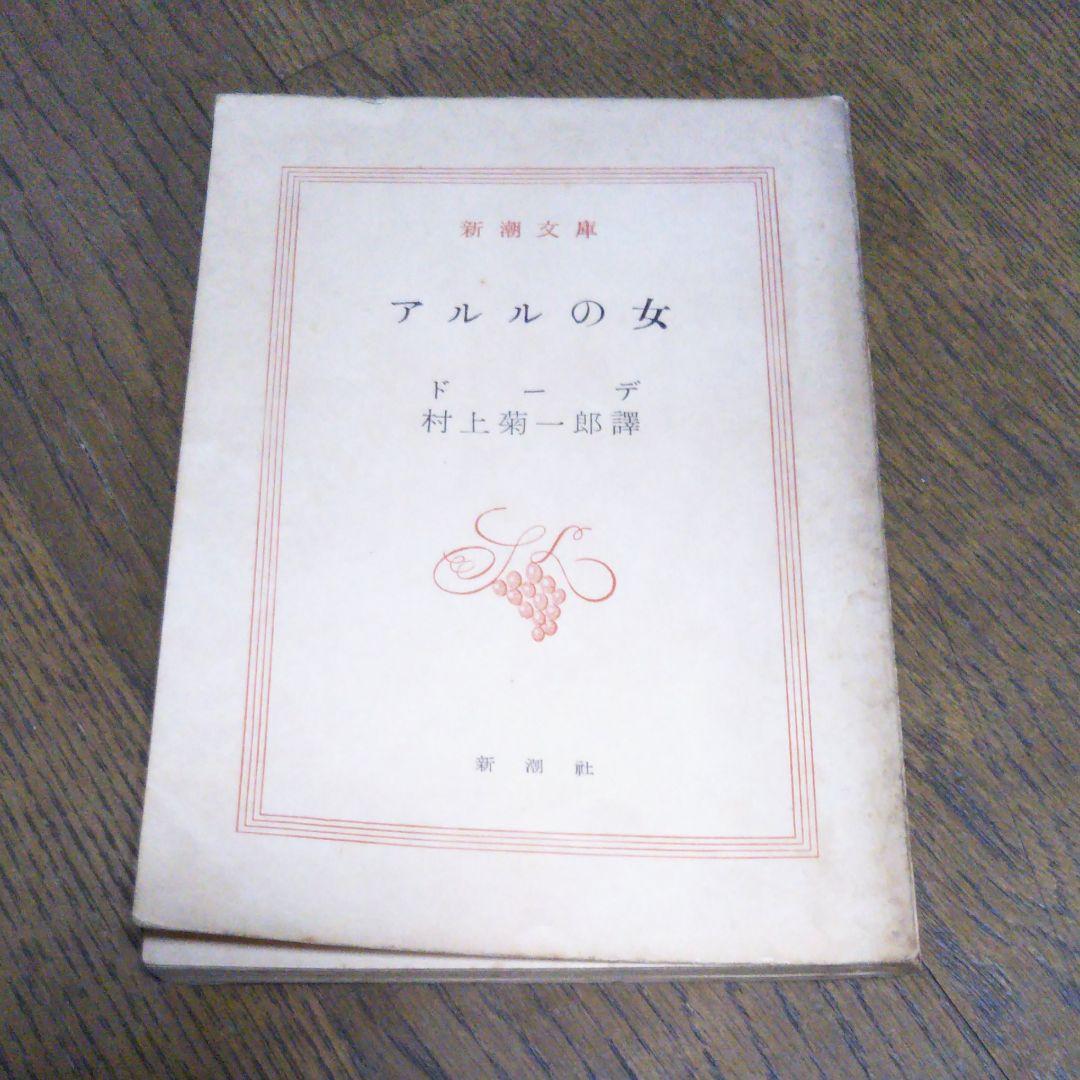 新潮文庫
アルルの女
ドーデ
村上菊一郎譯
新潮社